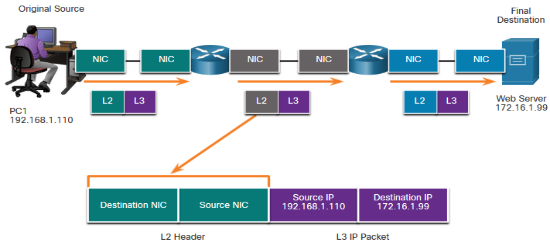 Original Source
Final
Destination
NIC NIC NIC NIC NIC NIC
L2 L3 L2 L3 L2 L3
PC1
192.168.1.110
Web Server
172.16.1.99
Destination NIC Source NIC Source IP
192.168.1.110 Destination IP
172.16.1.99
L2 Header L3 IP Packet